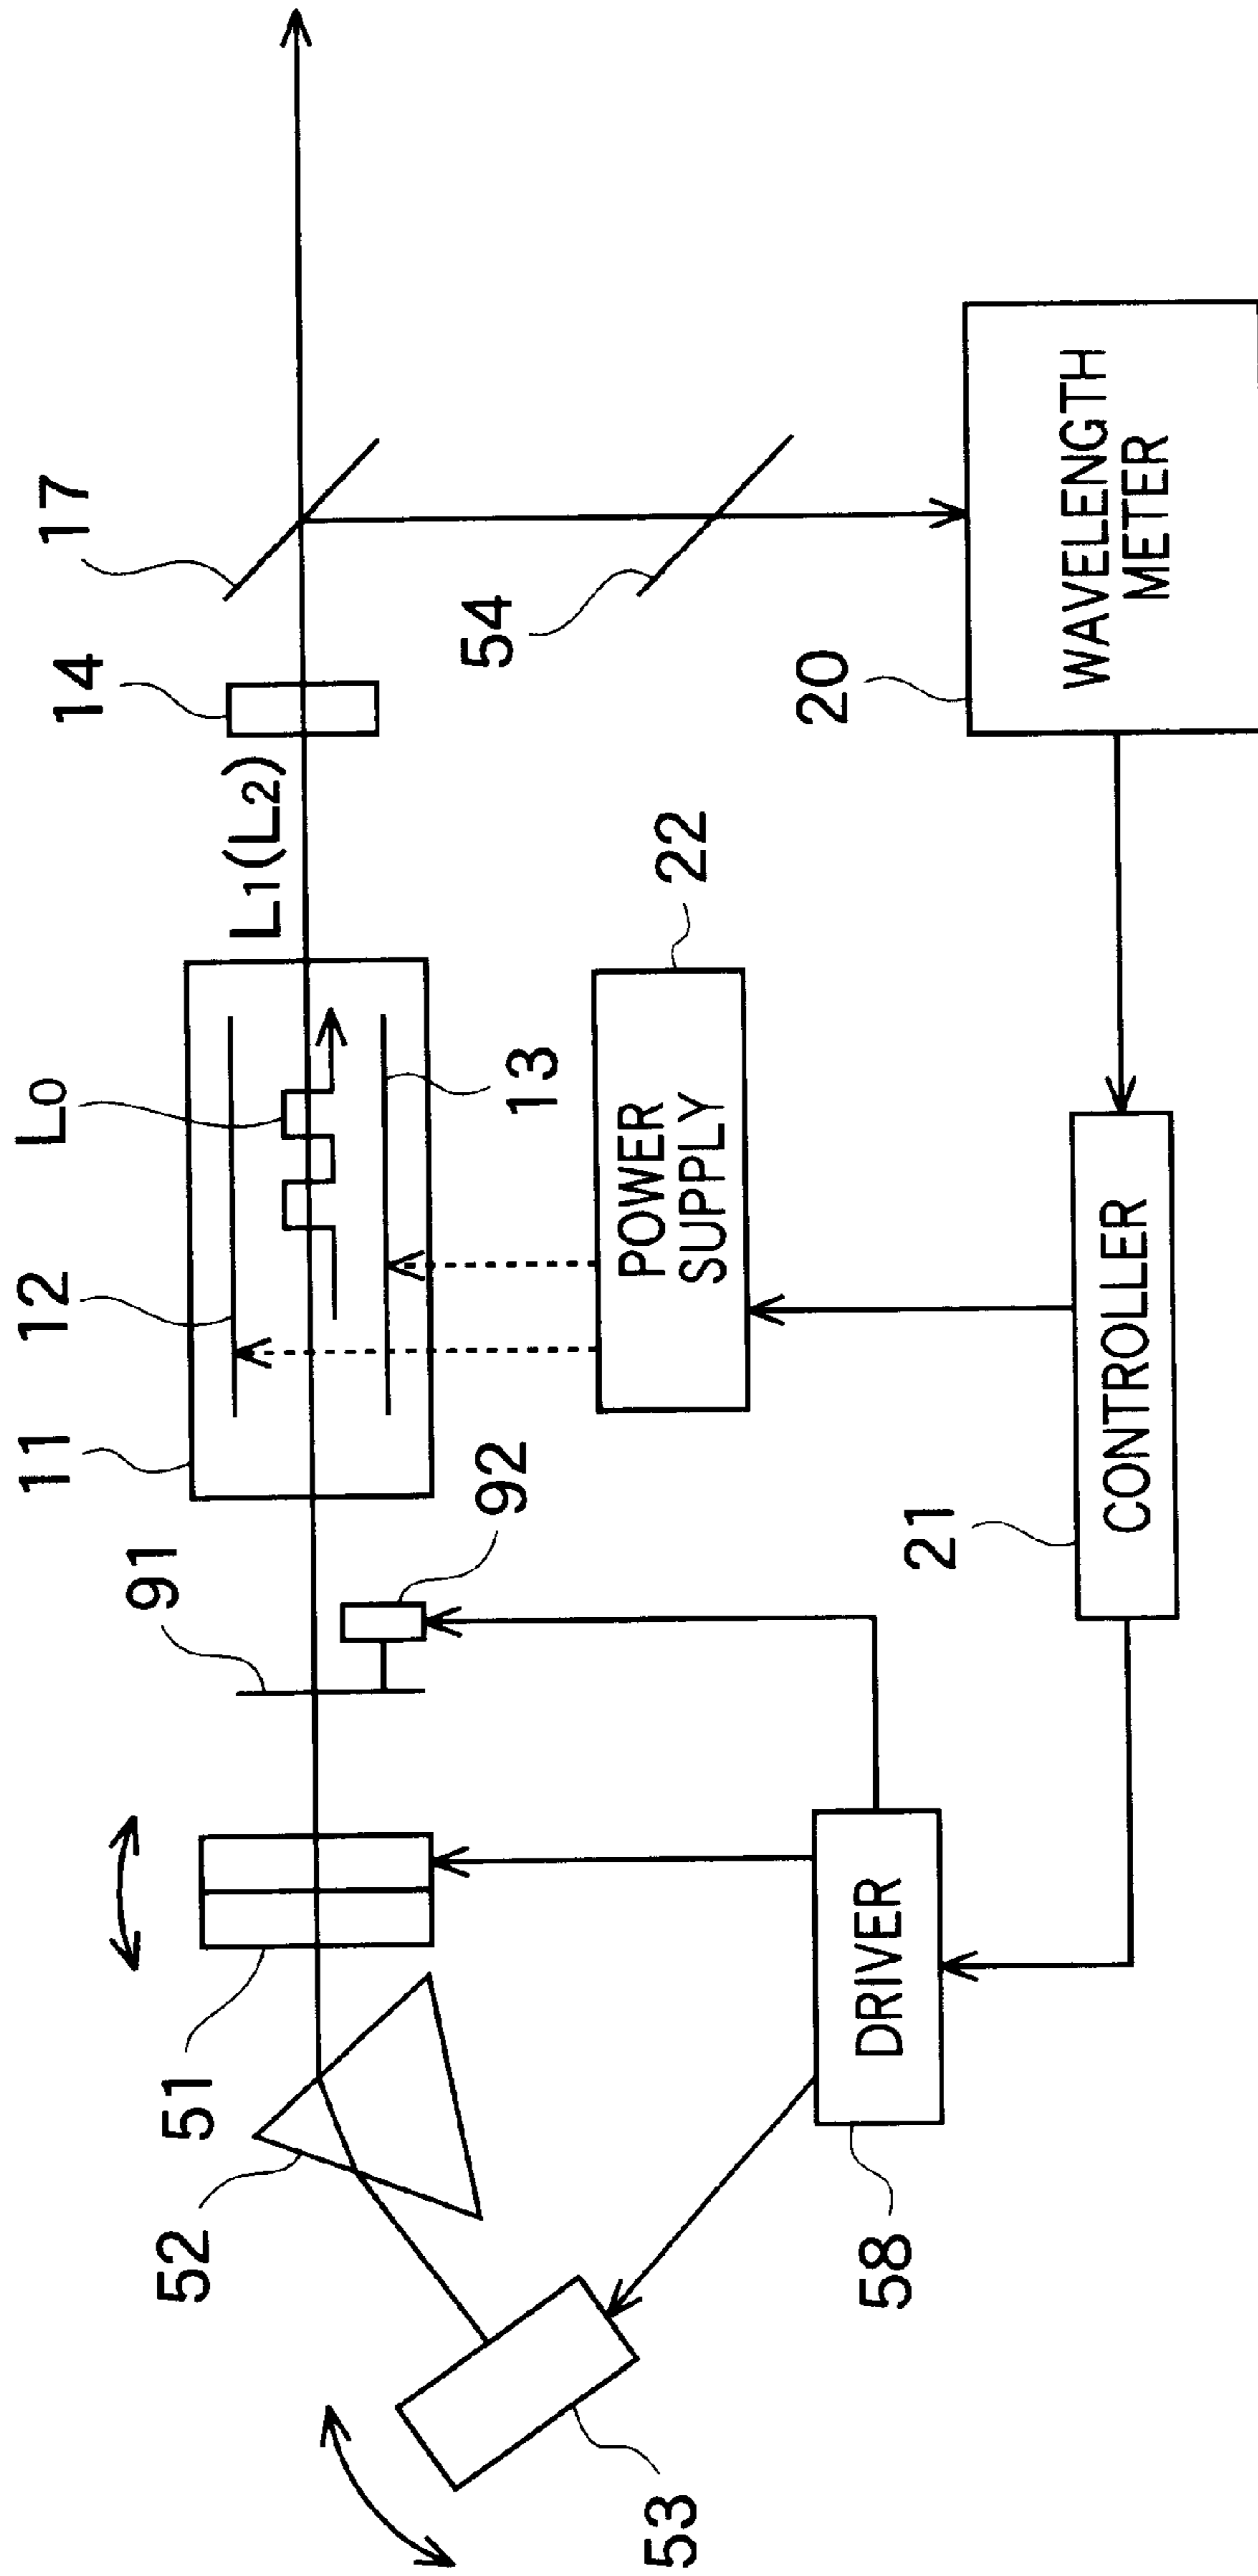 L0
11
12
13
14
17
L1(L2)
91
92
51
52
53
54
20
WAVELENGTH
METER
22
POWER
SUPPLY
21
CONTROLLER
DRIVER
58